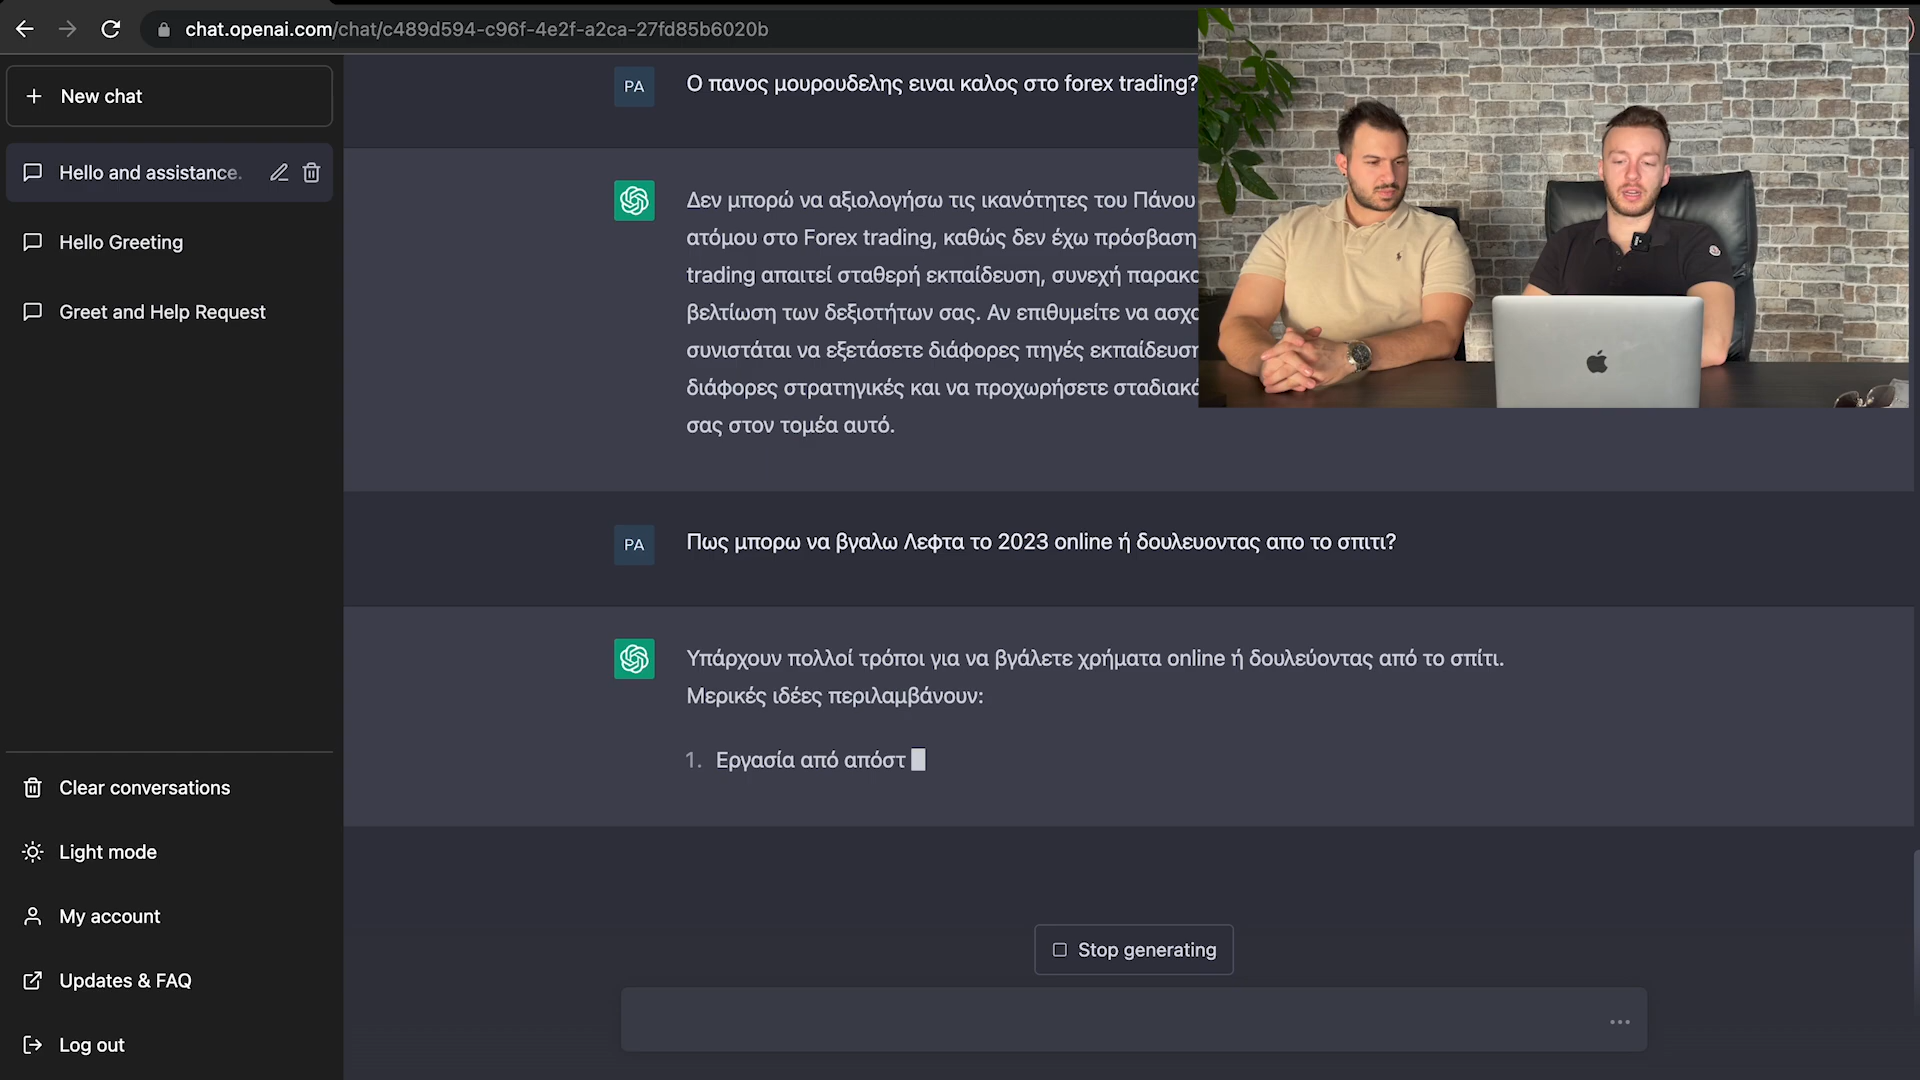 chat.openai.com/chat/c489d594-c96f-4e2f-a2ca-27fd85b6020b
New chat
Hello and assistance.
Hello Greeting
Greet and Help Request
Clear conversations
Light mode
My account
Updates & FAQ
Log out
PA
Ο πανος μουρουδελης ειναι καλος στο forex trading?
Δεν μπορώ να αξιολογήσω τις ικανότητες του Πάνου
ατόμου στο Forex trading, καθώς δεν έχω πρόσβαση
trading απαιτεί σταθερή εκπαίδευση, συνεχή
βελτίωση των δεξιοτήτων σας. Αν επιθυμείτε να
συνιστάται να εξετάσετε διάφορες πηγές
διάφορες στρατηγικές και να προχωρήσετε
σας στον τομέα αυτό.
PA
Πως μπορω να βγαλω Λεφτα το 2023 online ή δουλευοντας απο το σπιτι?
Υπάρχουν πολλοί τρόποι για να βγάλετε χρήματα online ή δουλεύοντας από το σπίτι.
Μερικές ιδέες περιλαμβάνουν:
1. Εργασία από απόστ
Stop generating